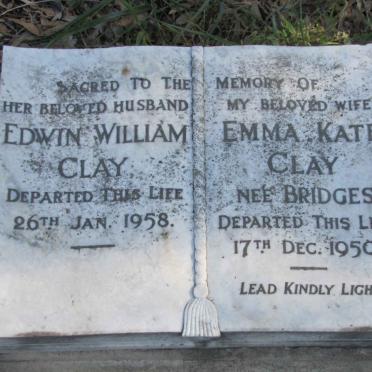 SACRED TO THE
HER BELOVED HUSBAND
EDWIN WILLIAM
CLAY
DEPARTED THIS LIFE
26TH JAN. 1958.
MEMORY OF
MY BELOVED WIFE
EMMA KATE
CLAY
NEE BRIDGES
DEPARTED THIS
17TH DEC. 1950
LEAD KINDLY LIGH